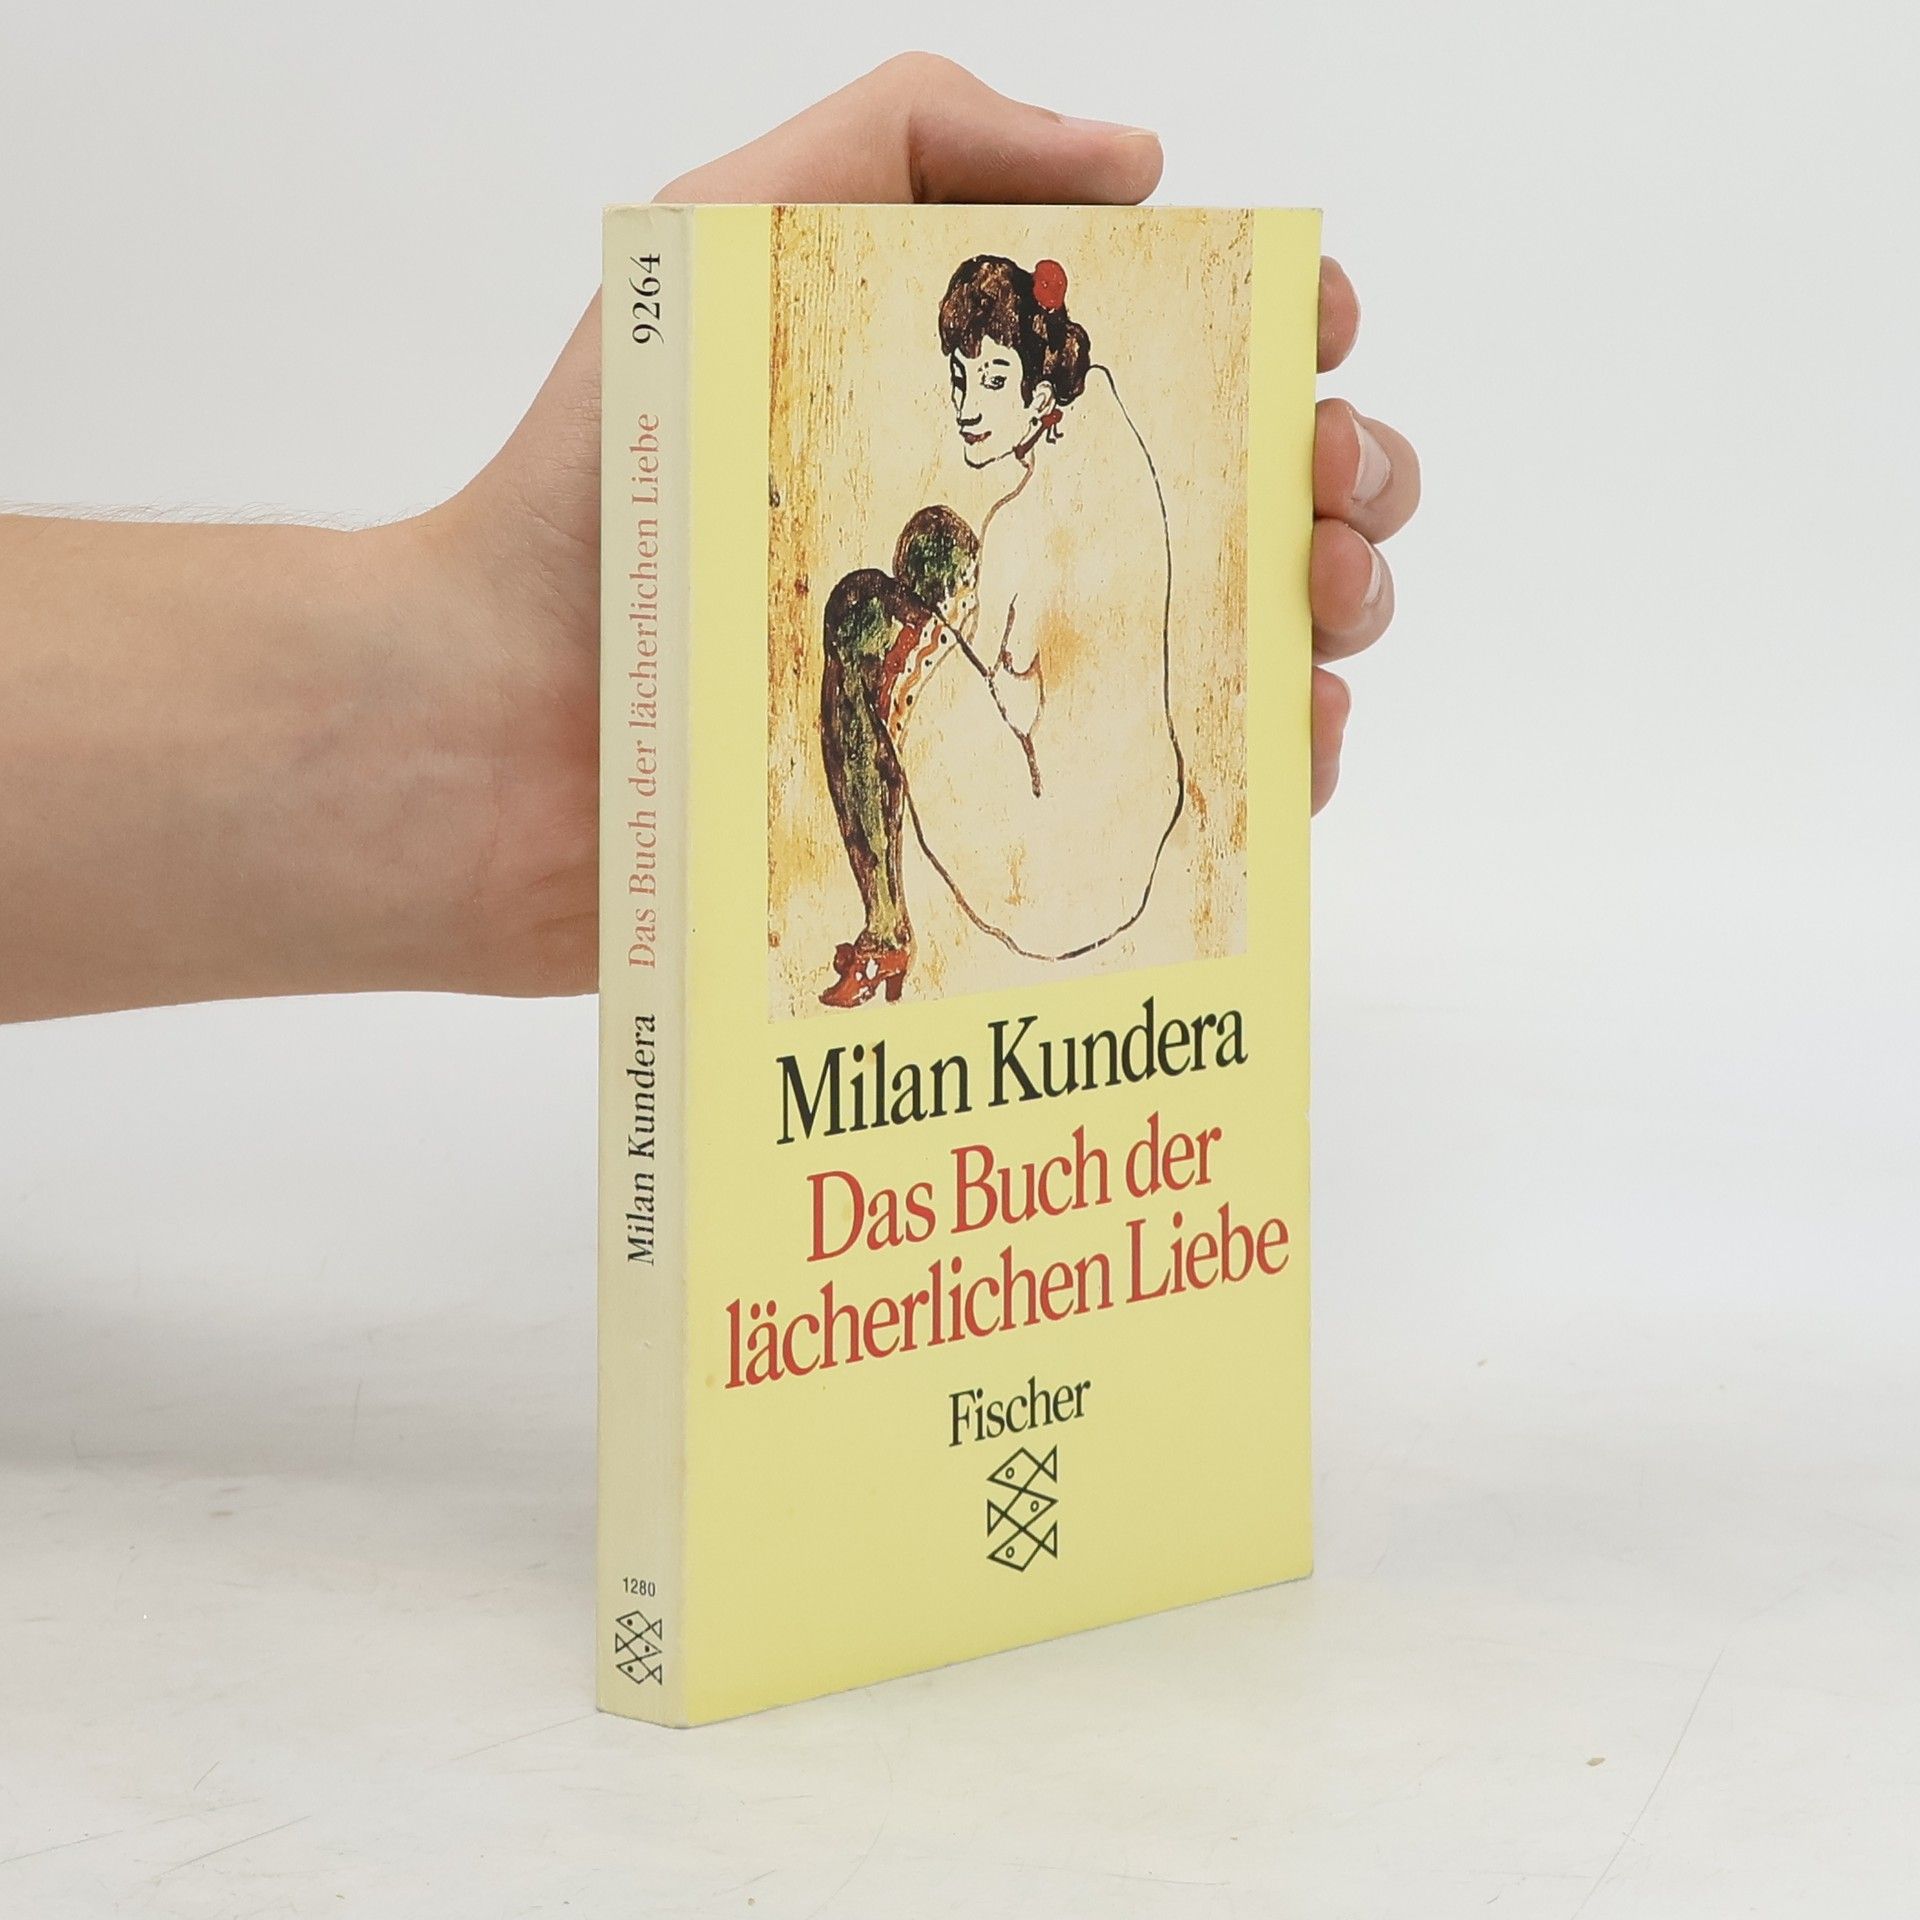 Milan Kundera
Das Buch der
lächerlichen Liebe
Fischer
Milan Kundera Das Buch der lächerlichen Liebe 9264
1280